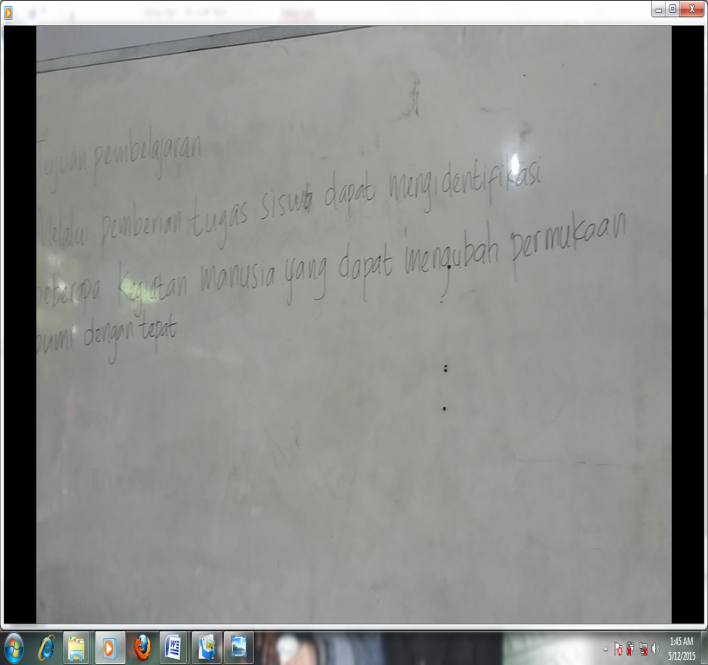 Tujuan pembelajaran
Melalui pemberian tugas siswa dapat mengidentifikasi
beberapa kegiatan manusia yang dapat mengubah permukaan
bumi dengan tepat
1:45 AM
5/12/2015